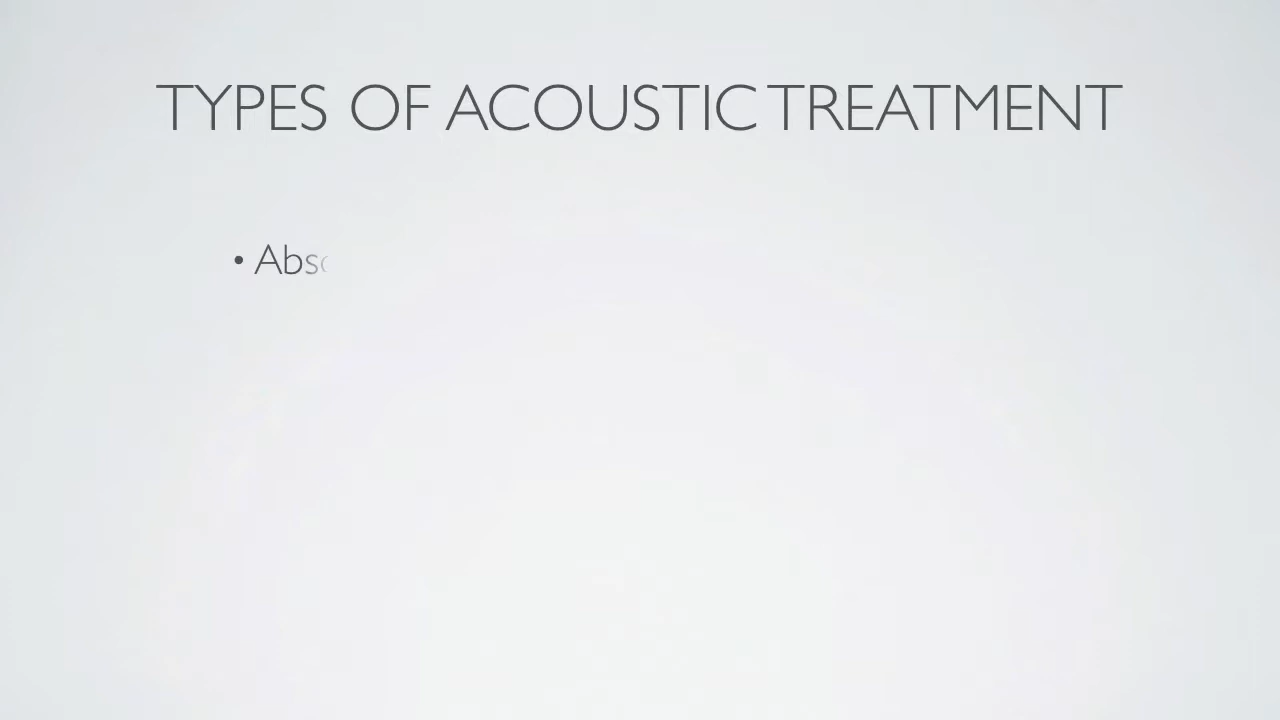 TYPES OF ACOUSTIC TREATMENT
• Abs